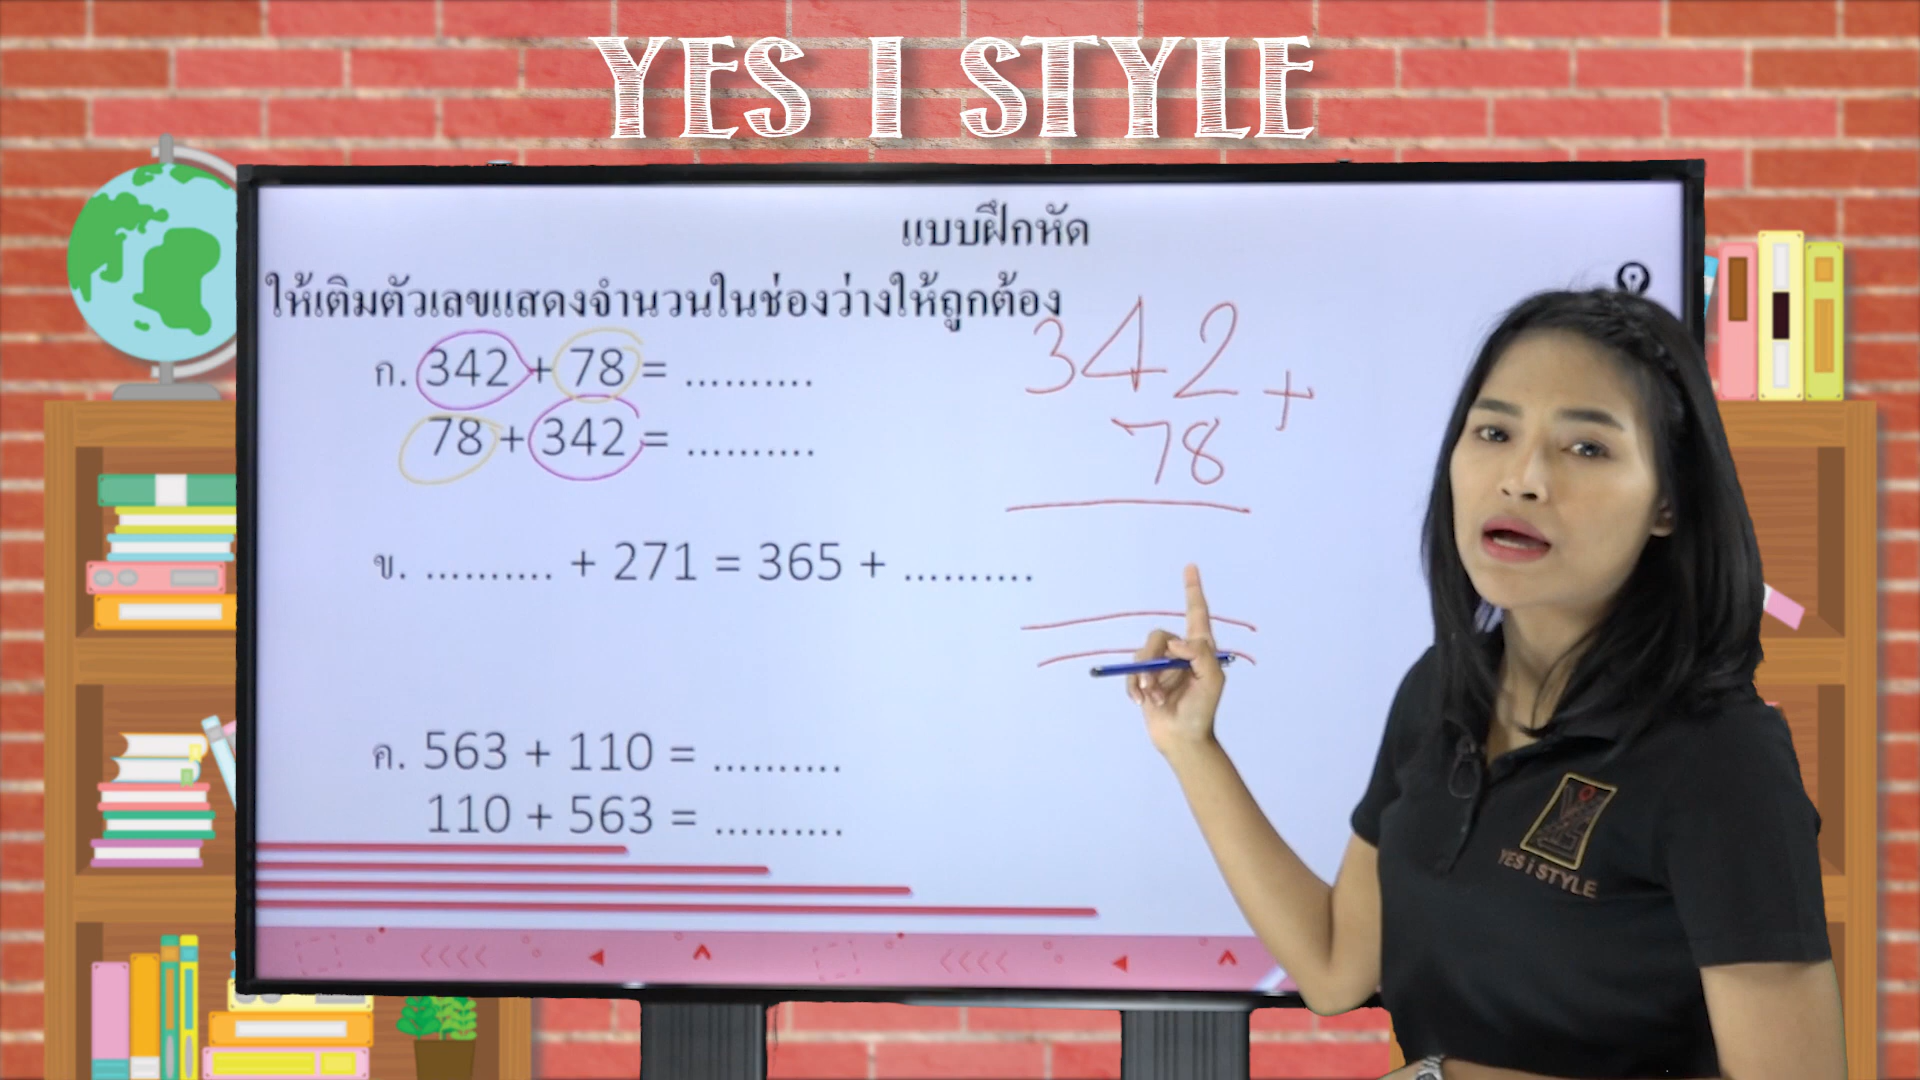 YES I STYLE
แบบฝึกหัด
ให้เติมตัวเลขแสดงจำนวนในช่องว่างให้ถูกต้อง
ก. 342 + 78 = ..........
78 + 342 = ..........
342 +
78
ข. .......... + 271 = 365 + ..........
ค. 563 + 110 = ..........
110 + 563 = ..........
YES i STYLE